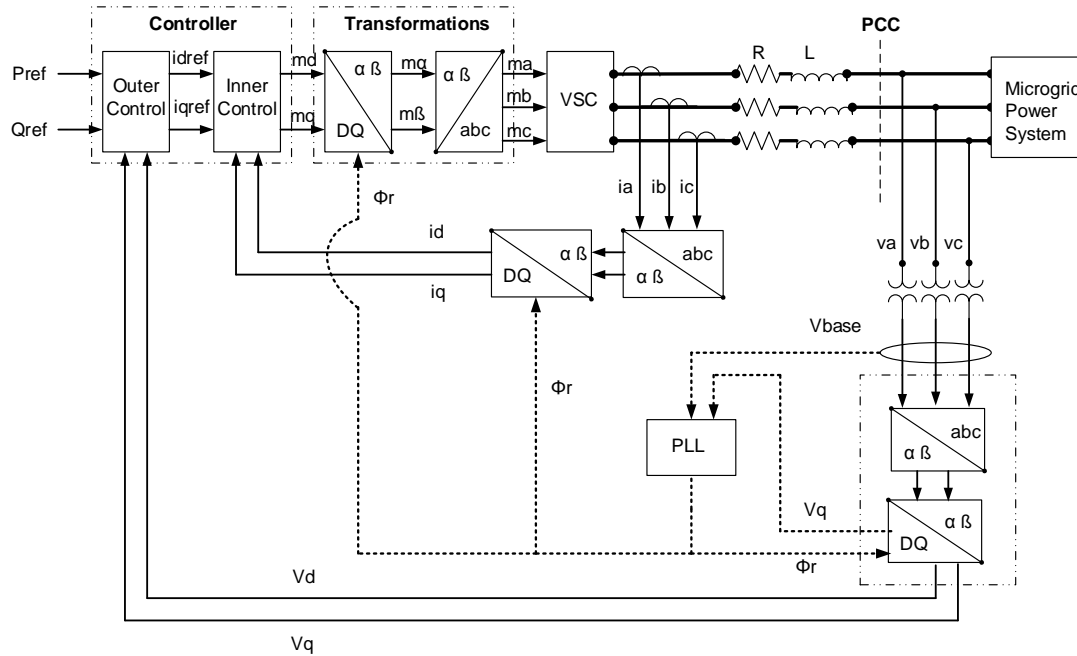 Controller
Transformations
PCC
Pref
Qref
Outer
Control
idref
iqref
Inner
Control
md
mq
α ß
DQ
mα
mß
α ß
abc
ma
mb
mc
VSC
R
L
Microgrid
Power
System
Φr
ia
ib
ic
id
iq
α ß
DQ
abc
α ß
va
vb
vc
Vbase
Φr
PLL
abc
α ß
Vq
α ß
DQ
Φr
Vd
Vq